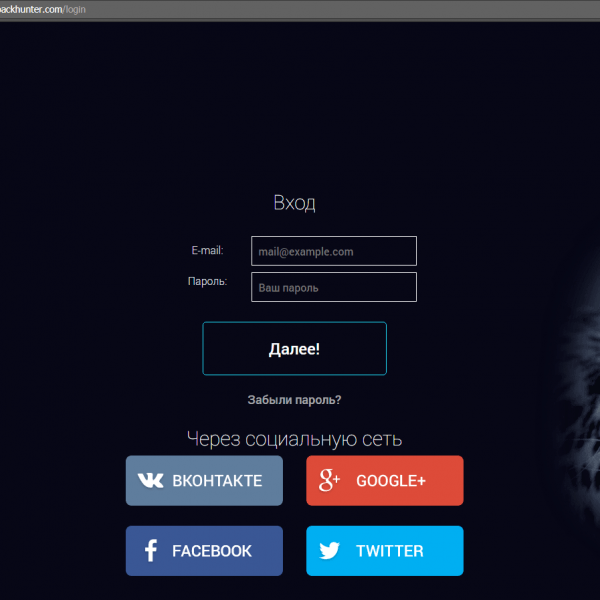 backhunter.com/login
Вход
E-mail:
mail@example.com
Пароль:
Ваш пароль
Далее!
Забыли пароль?
Через социальную сеть
ВКОНТАКТЕ
g+ GOOGLE+
f FACEBOOK
TWITTER